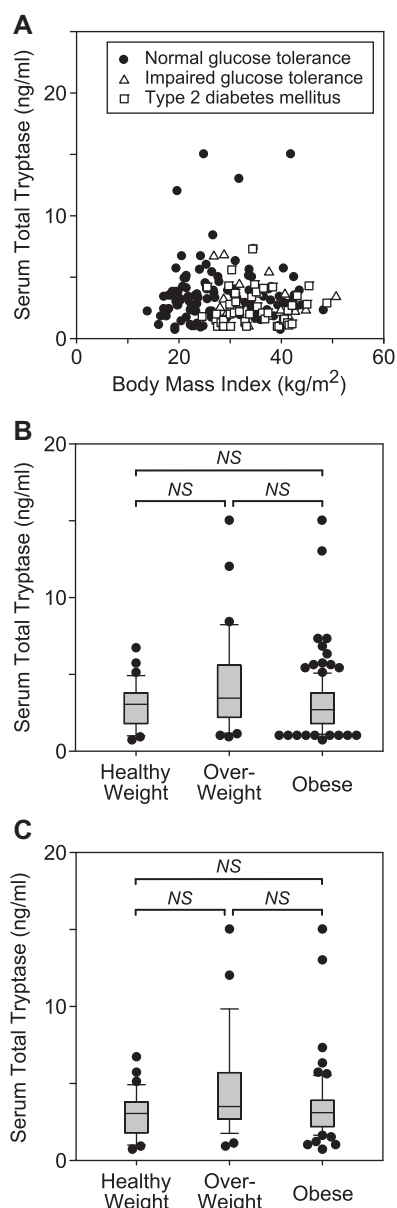 A
Serum Total Tryptase (ng/ml)
Normal glucose tolerance
Impaired glucose tolerance
Type 2 diabetes mellitus
20
10
0
0 20 40 60
Body Mass Index (kg/m²)
B
Serum Total Tryptase (ng/ml)
20
NS
NS NS
10
0
Healthy Weight
Over-Weight
Obese
C
Serum Total Tryptase (ng/ml)
20
NS
NS NS
10
0
Healthy Weight
Over-Weight
Obese